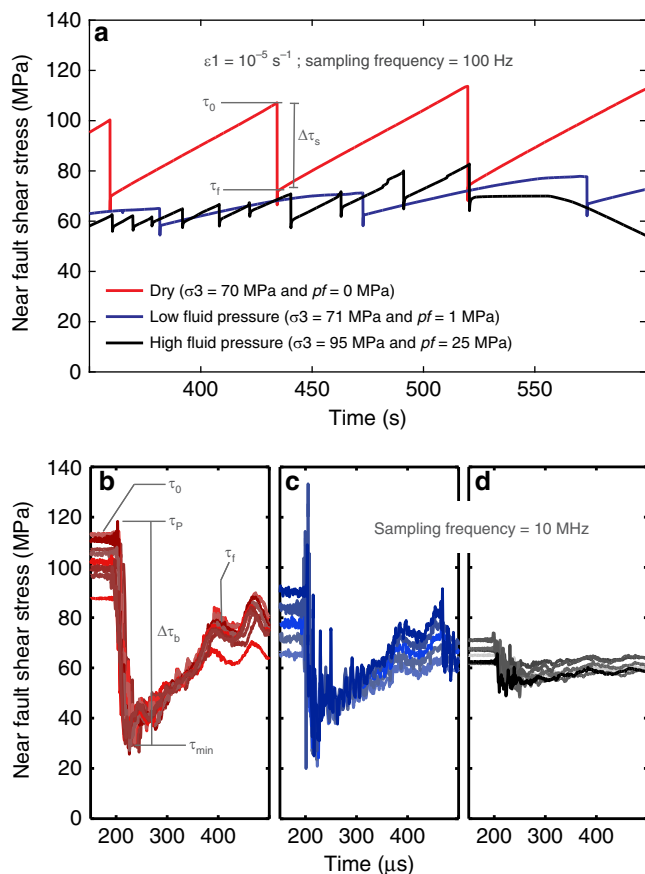 a
ε1 = 10⁻⁵ s⁻¹ ; sampling frequency = 100 Hz
τ0
Δτs
τf
Dry (σ3 = 70 MPa and pf = 0 MPa)
Low fluid pressure (σ3 = 71 MPa and pf = 1 MPa)
High fluid pressure (σ3 = 95 MPa and pf = 25 MPa)
Near fault shear stress (MPa)
140
120
100
80
60
40
20
0
400
450
500
550
Time (s)
b
c
d
τ0
τP
τf
Δτb
τmin
Sampling frequency = 10 MHz
Near fault shear stress (MPa)
140
120
100
80
60
40
20
0
200 300 400
200 300 400
200 300 400
Time (μs)